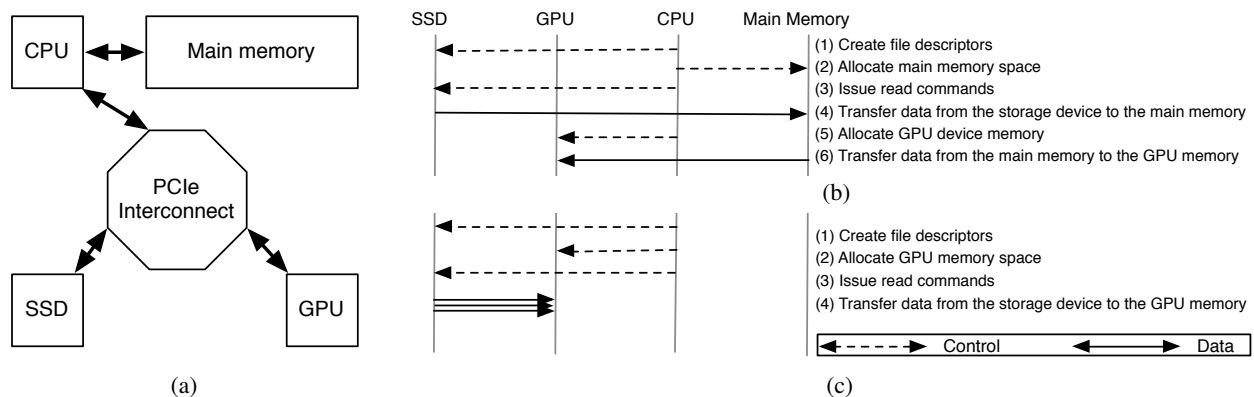 CPU
Main memory
PCIe
Interconnect
SSD
GPU
(a)
SSD GPU CPU Main Memory
(1) Create file descriptors
(2) Allocate main memory space
(3) Issue read commands
(4) Transfer data from the storage device to the main memory
(5) Allocate GPU device memory
(6) Transfer data from the main memory to the GPU memory
(b)
(1) Create file descriptors
(2) Allocate GPU memory space
(3) Issue read commands
(4) Transfer data from the storage device to the GPU memory
Control Data
(c)